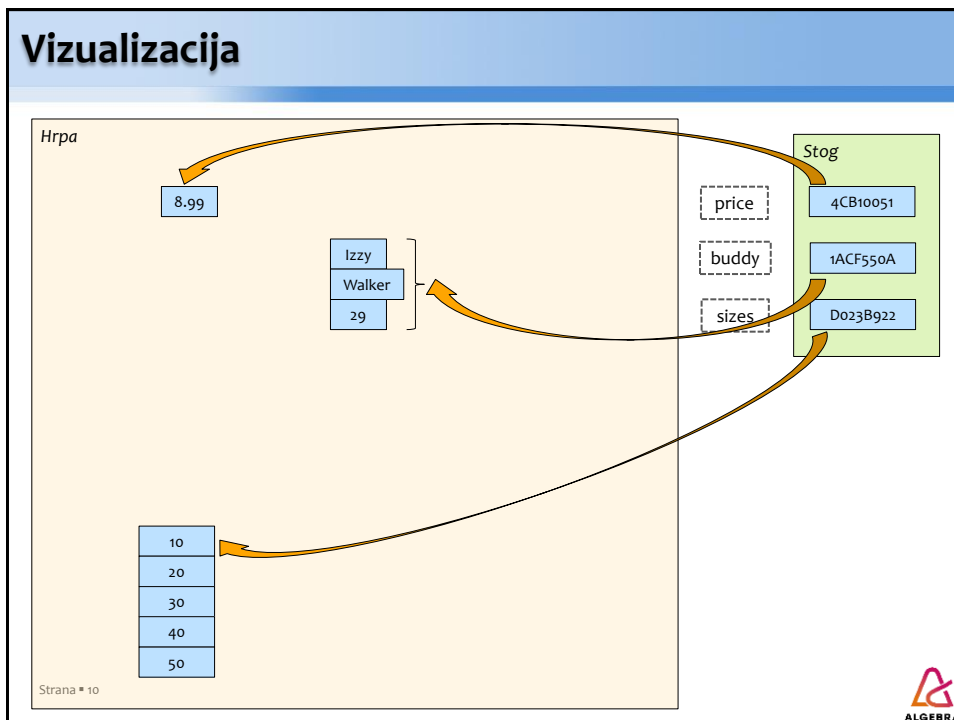 Vizualizacija
Hrpa
Stog
8.99
price
4CB10051
Izzy
Walker
29
buddy
1ACF550A
sizes
D023B922
10
20
30
40
50
Strana ▪ 10
ALGEBRA